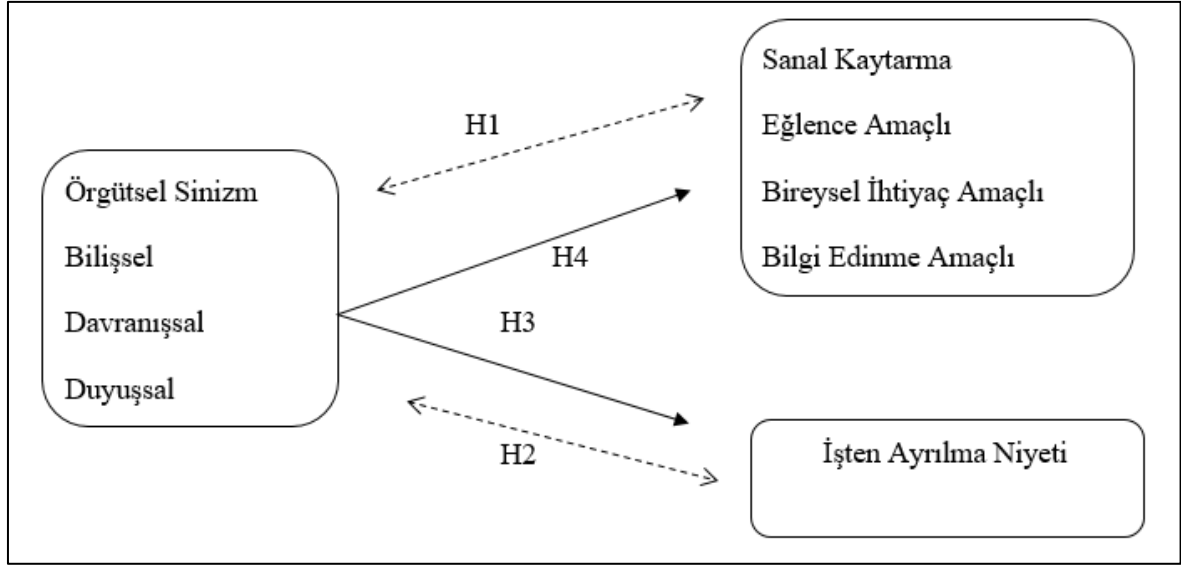 Örgütsel Sinizm
Bilişsel
Davranışsal
Duyuşsal
H1
H4
H3
H2
Sanal Kaytarma
Eğlence Amaçlı
Bireysel İhtiyaç Amaçlı
Bilgi Edinme Amaçlı
İşten Ayrılma Niyeti